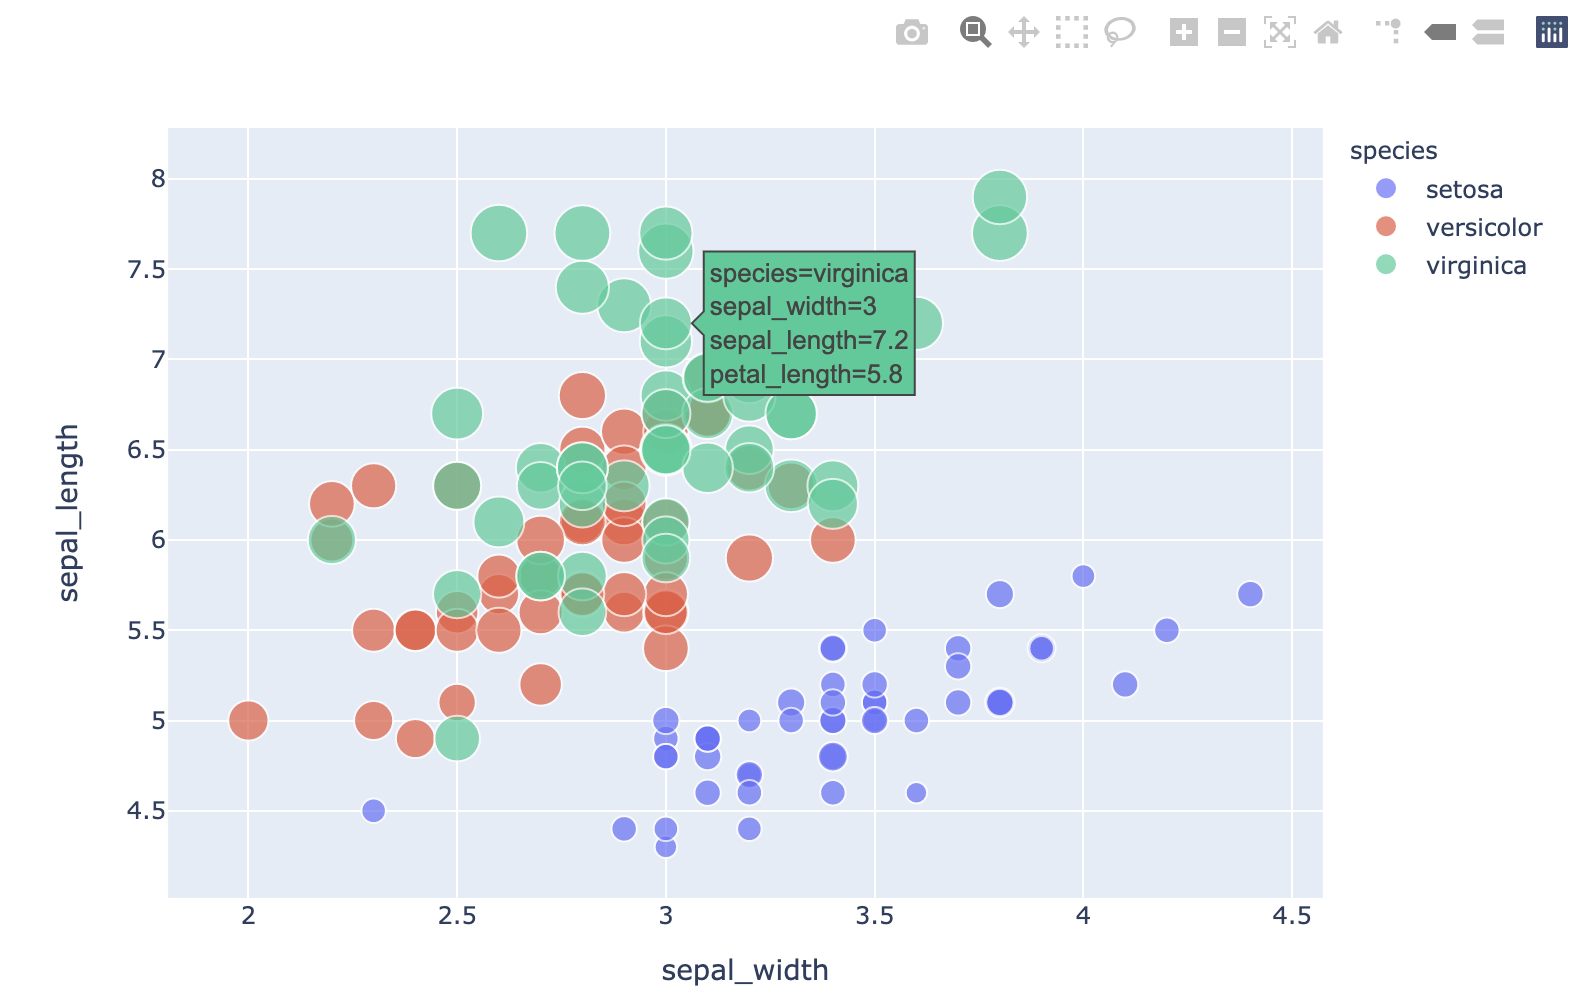 species
setosa
versicolor
virginica
8
7.5
7
6.5
6
5.5
5
4.5
sepal_length
species=virginica
sepal_width=3
sepal_length=7.2
petal_length=5.8
2
2.5
3
3.5
4
4.5
sepal_width